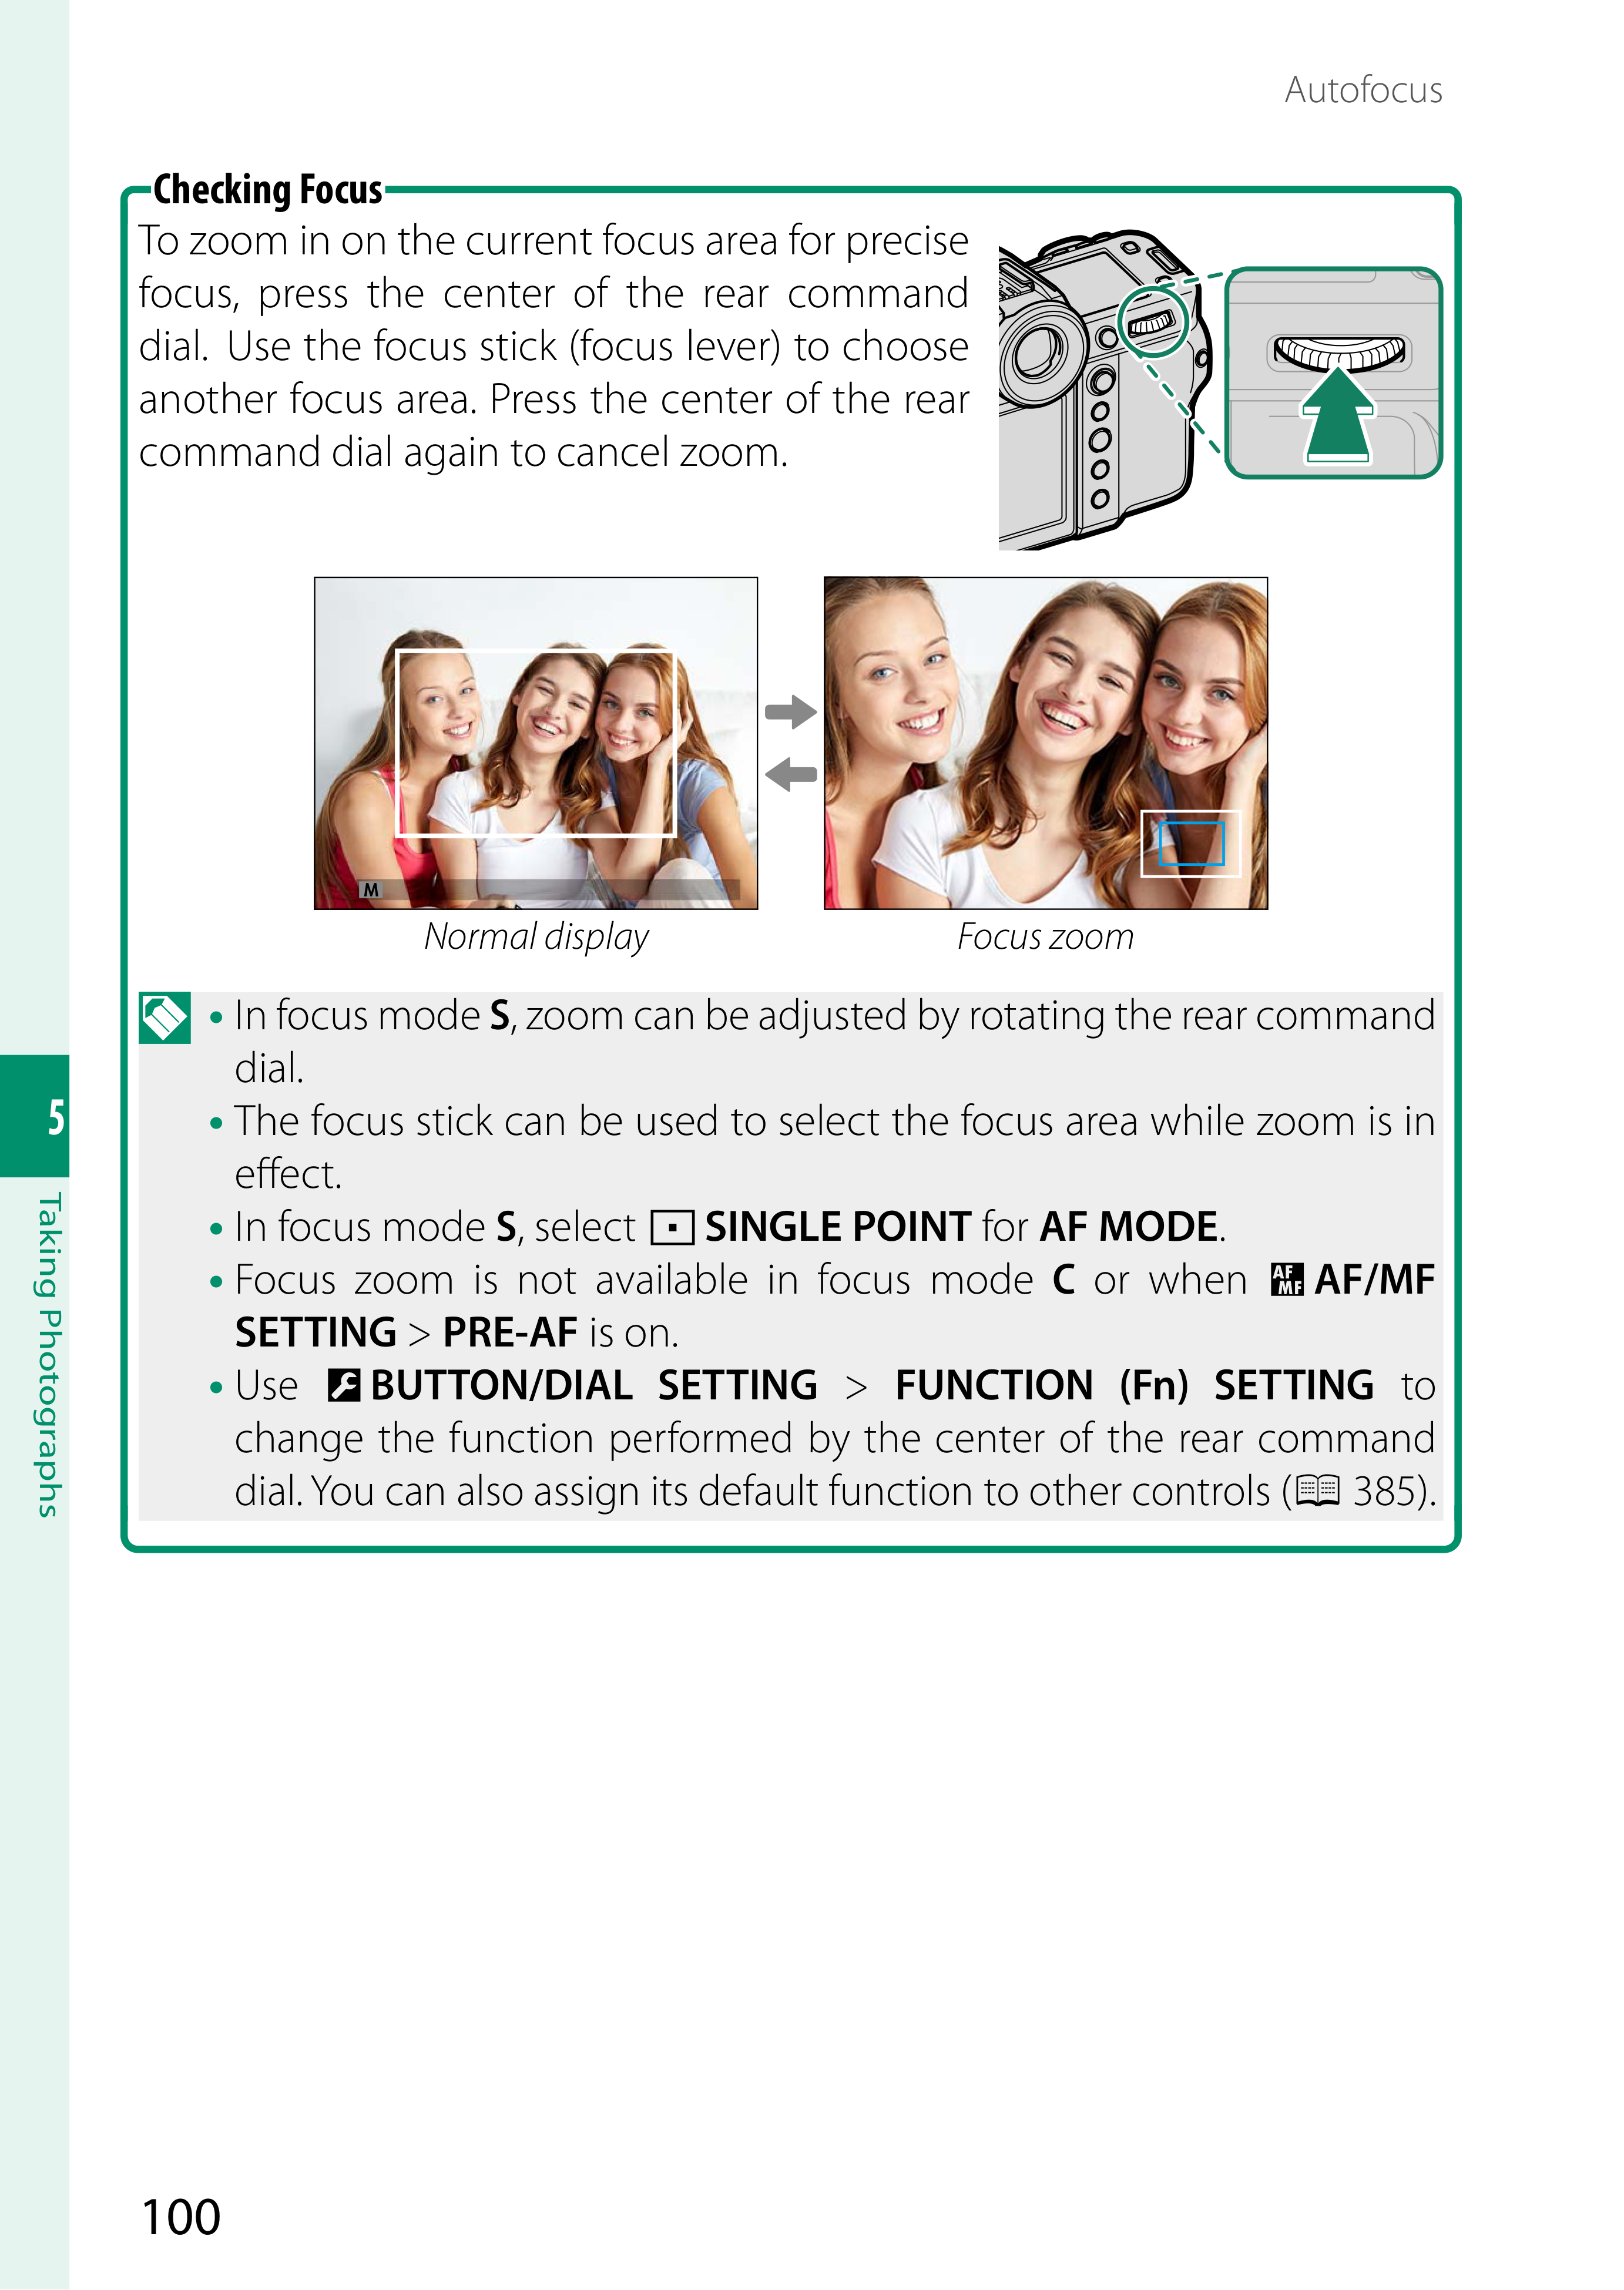 Autofocus
Checking Focus
To zoom in on the current focus area for precise
focus, press the center of the rear command
dial. Use the focus stick (focus lever) to choose
another focus area. Press the center of the rear
command dial again to cancel zoom.
M
Normal display
Focus zoom
• In focus mode S, zoom can be adjusted by rotating the rear command
dial.
• The focus stick can be used to select the focus area while zoom is in
effect.
• In focus mode S, select SINGLE POINT for AF MODE.
• Focus zoom is not available in focus mode C or when AF MF AF/MF
SETTING > PRE-AF is on.
• Use BUTTON/DIAL SETTING > FUNCTION (Fn) SETTING to
change the function performed by the center of the rear command
dial. You can also assign its default function to other controls ( 385).
5
Taking Photographs
100